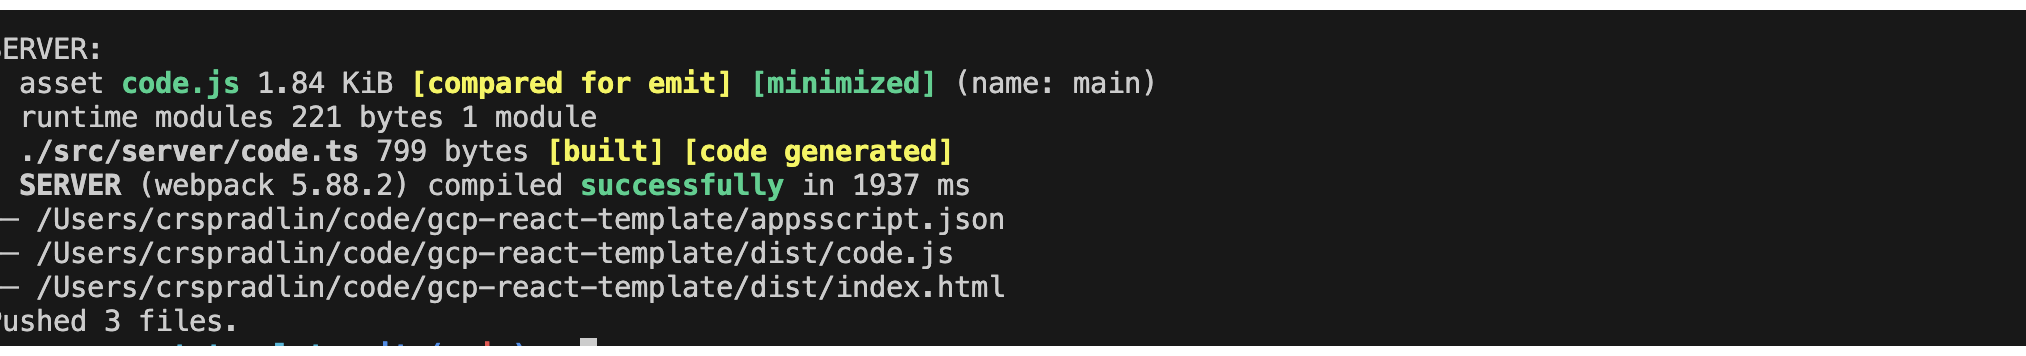 SERVER:
asset code.js 1.84 KiB [compared for emit] [minimized] (name: main)
runtime modules 221 bytes 1 module
./src/server/code.ts 799 bytes [built] [code generated]
SERVER (webpack 5.88.2) compiled successfully in 1937 ms
— /Users/crspradlin/code/gcp-react-template/appsscript.json
— /Users/crspradlin/code/gcp-react-template/dist/code.js
— /Users/crspradlin/code/gcp-react-template/dist/index.html
Pushed 3 files.